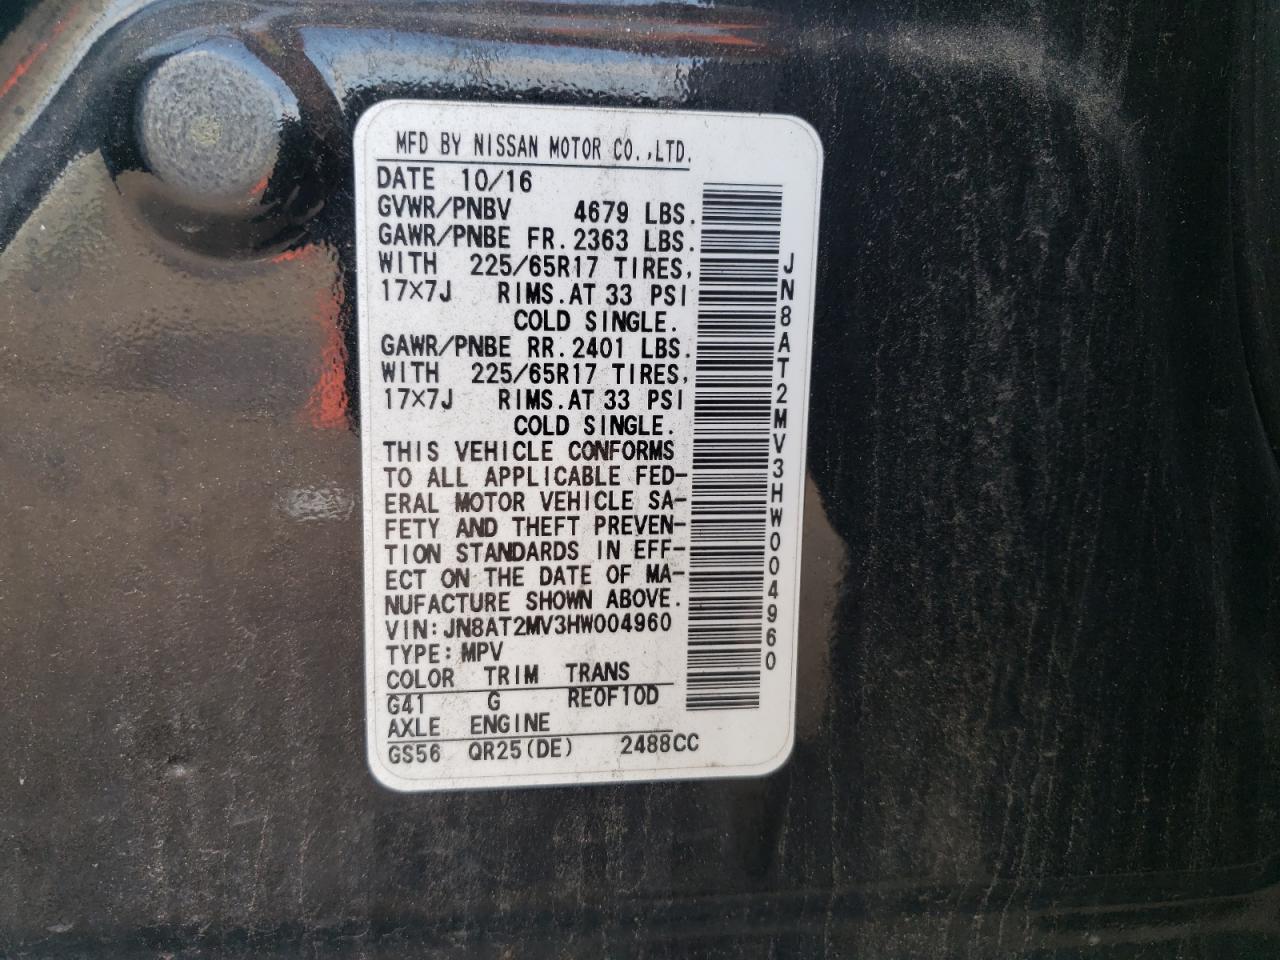 MFD BY NISSAN MOTOR CO.,LTD.
DATE 10/16
GVWR/PNBV 4679 LBS.
GAWR/PNBE FR. 2363 LBS.
WITH 225/65R17 TIRES,
17×7J RIMS. AT 33 PSI
COLD SINGLE.
GAWR/PNBE RR. 2401 LBS.
WITH 225/65R17 TIRES,
17×7J RIMS. AT 33 PSI
COLD SINGLE.
THIS VEHICLE CONFORMS
TO ALL APPLICABLE FED-
ERAL MOTOR VEHICLE SA-
FETY AND THEFT PREVEN-
TION STANDARDS IN EFF-
ECT ON THE DATE OF MA-
NUFACTURE SHOWN ABOVE.
VIN: JN8AT2MV3HW004960
TYPE: MPV
COLOR TRIM TRANS
G41 G RE0F10D
AXLE ENGINE
GS56 QR25(DE) 2488CC
JN8AT2MV3HW004960